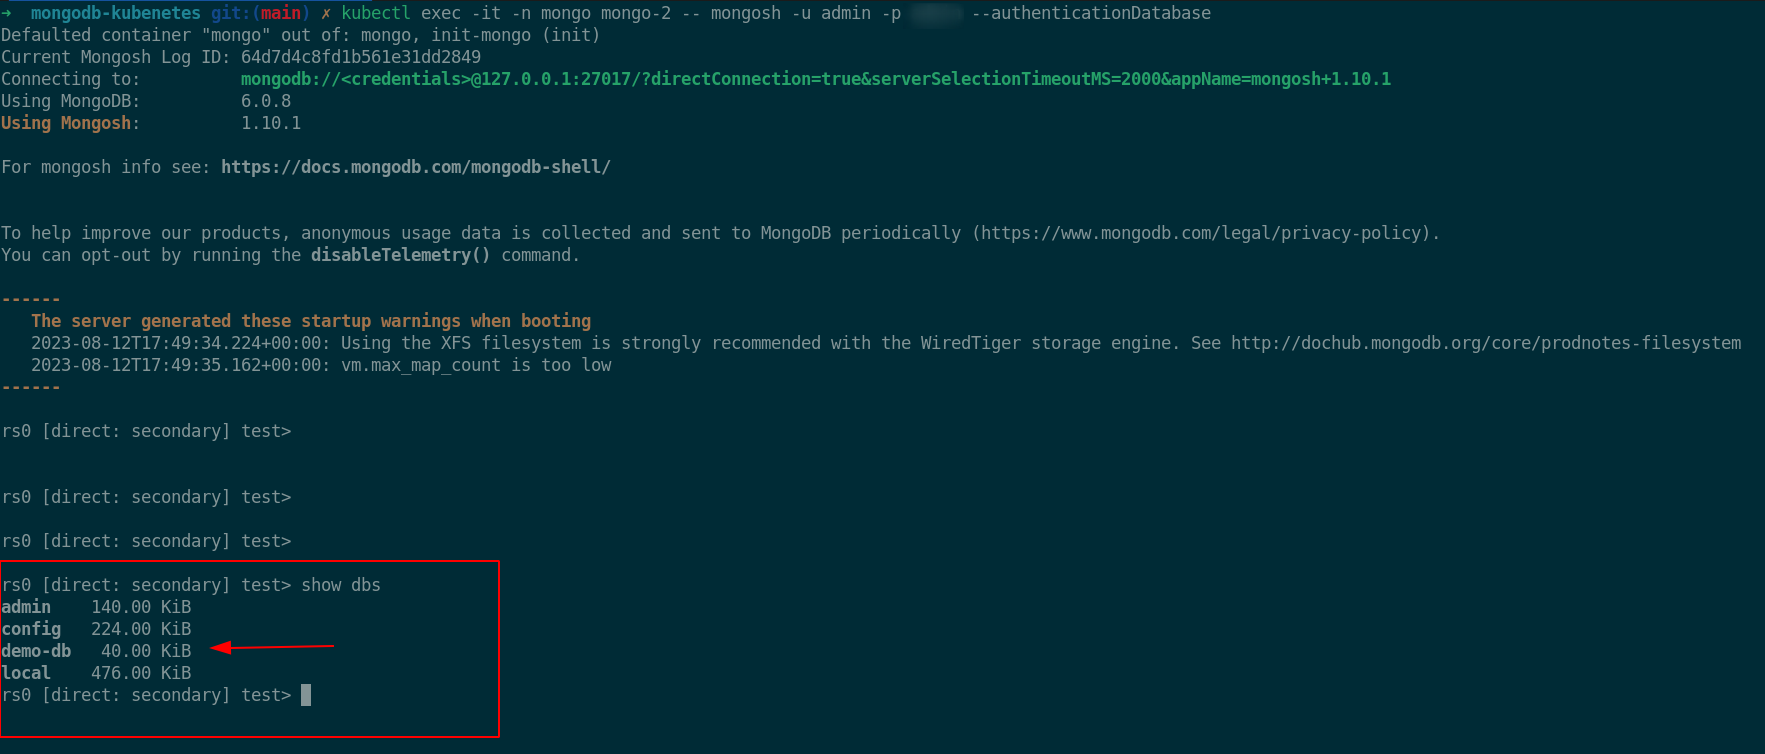 ➜  mongodb-kubenetes git:(main) ✗ kubectl exec -it -n mongo mongo-2 -- mongosh -u admin -p --authenticationDatabase
Defaulted container "mongo" out of: mongo, init-mongo (init)
Current Mongosh Log ID: 64d7d4c8fd1b561e31dd2849
Connecting to:          mongodb://<credentials>@127.0.0.1:27017/?directConnection=true&serverSelectionTimeoutMS=2000&appName=mongosh+1.10.1
Using MongoDB:          6.0.8
Using Mongosh:          1.10.1
For mongosh info see: https://docs.mongodb.com/mongodb-shell/
To help improve our products, anonymous usage data is collected and sent to MongoDB periodically (https://www.mongodb.com/legal/privacy-policy).
You can opt-out by running the disableTelemetry() command.
------
   The server generated these startup warnings when booting
   2023-08-12T17:49:34.224+00:00: Using the XFS filesystem is strongly recommended with the WiredTiger storage engine. See http://dochub.mongodb.org/core/prodnotes-filesystem
   2023-08-12T17:49:35.162+00:00: vm.max_map_count is too low
------
rs0 [direct: secondary] test>
rs0 [direct: secondary] test>
rs0 [direct: secondary] test>
rs0 [direct: secondary] test> show dbs
admin    140.00 KiB
config   224.00 KiB
demo-db   40.00 KiB
local    476.00 KiB
rs0 [direct: secondary] test>